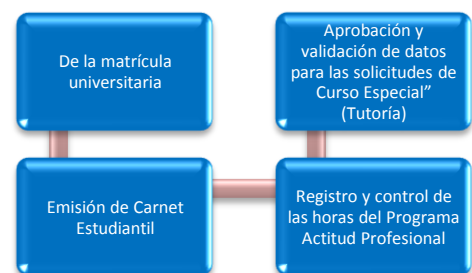 De la matrícula
universitaria
Emisión de Carnet
Estudiantil
Registro y control de
las horas del Programa
Actitud Profesional
Aprobación y
validación de datos
para las solicitudes de
Curso Especial”
(Tutoría)